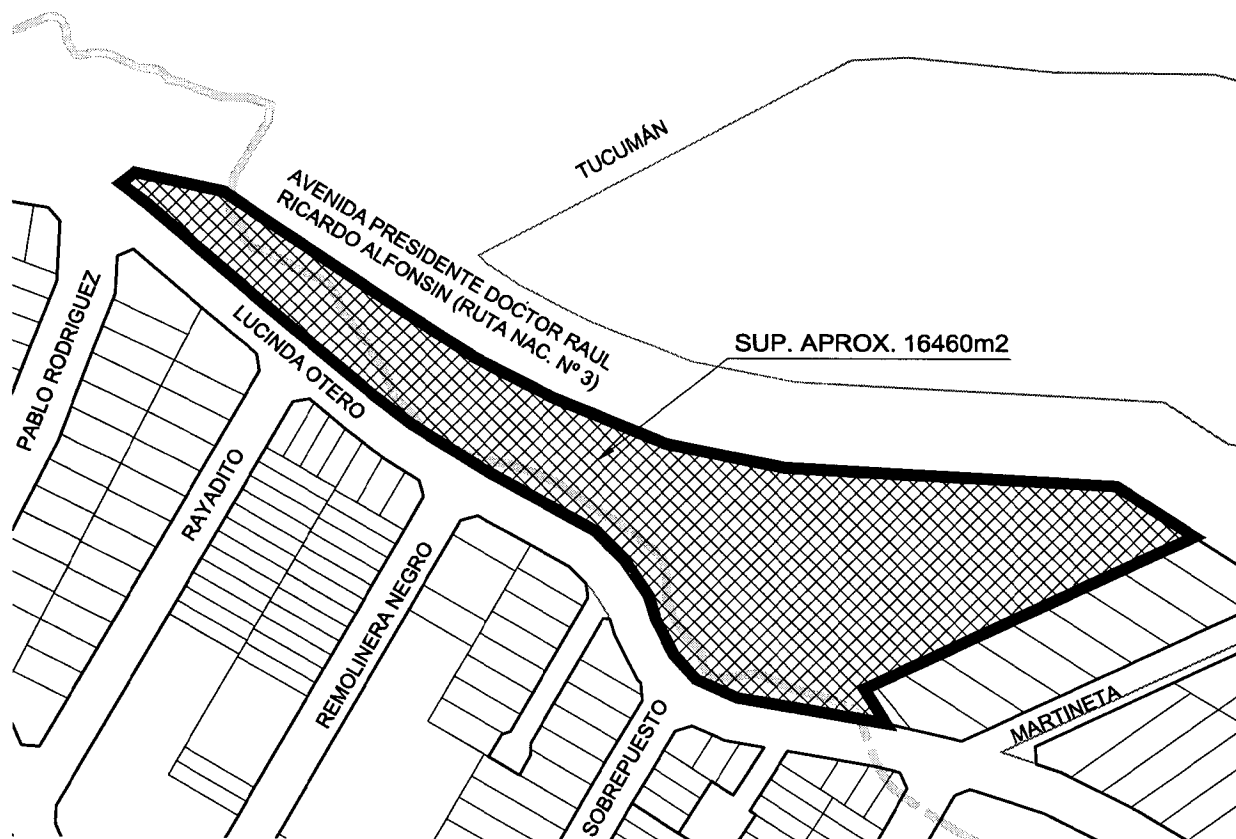 TUCUMÁN
AVENIDA PRESIDENTE DOCTOR RAUL
RICARDO ALFONSIN (RUTA NAC. Nº 3)
SUP. APROX. 16460m2
LUCINDA OTERO
PABLO RODRIGUEZ
RAYADITO
REMOLINERA NEGRO
SOBREPUESTO
MARTINETA